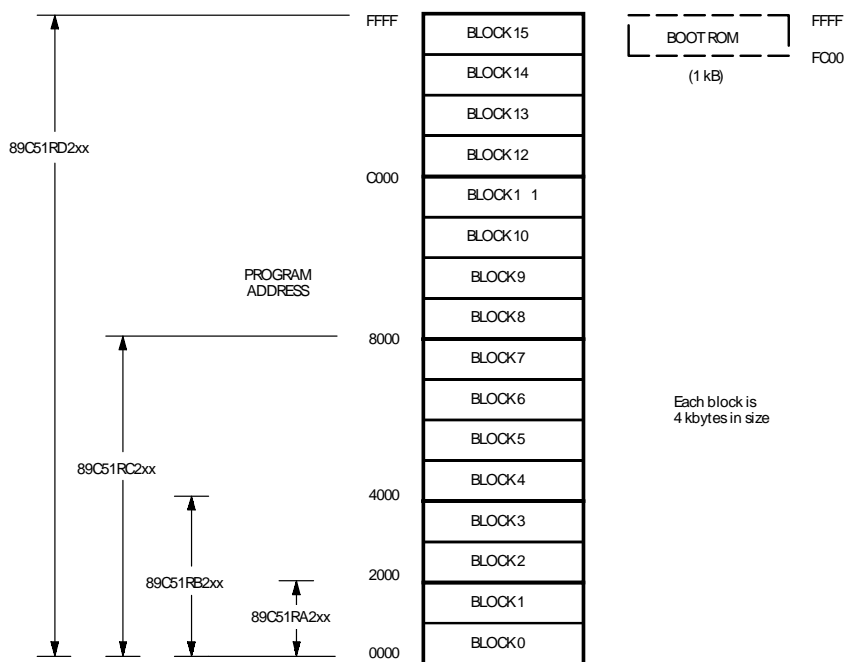 FFFF
BLOCK 15
BOOT ROM
FFFF
FC00
(1 kB)
BLOCK 14
BLOCK 13
89C51RD2xx
BLOCK 12
C000
BLOCK 1 1
BLOCK 10
PROGRAM
ADDRESS
BLOCK 9
BLOCK 8
8000
BLOCK 7
BLOCK 6
Each block is
4 kbytes in size
BLOCK 5
89C51RC2xx
BLOCK 4
4000
BLOCK 3
BLOCK 2
2000
89C51RB2xx
BLOCK 1
89C51RA2xx
BLOCK 0
0000